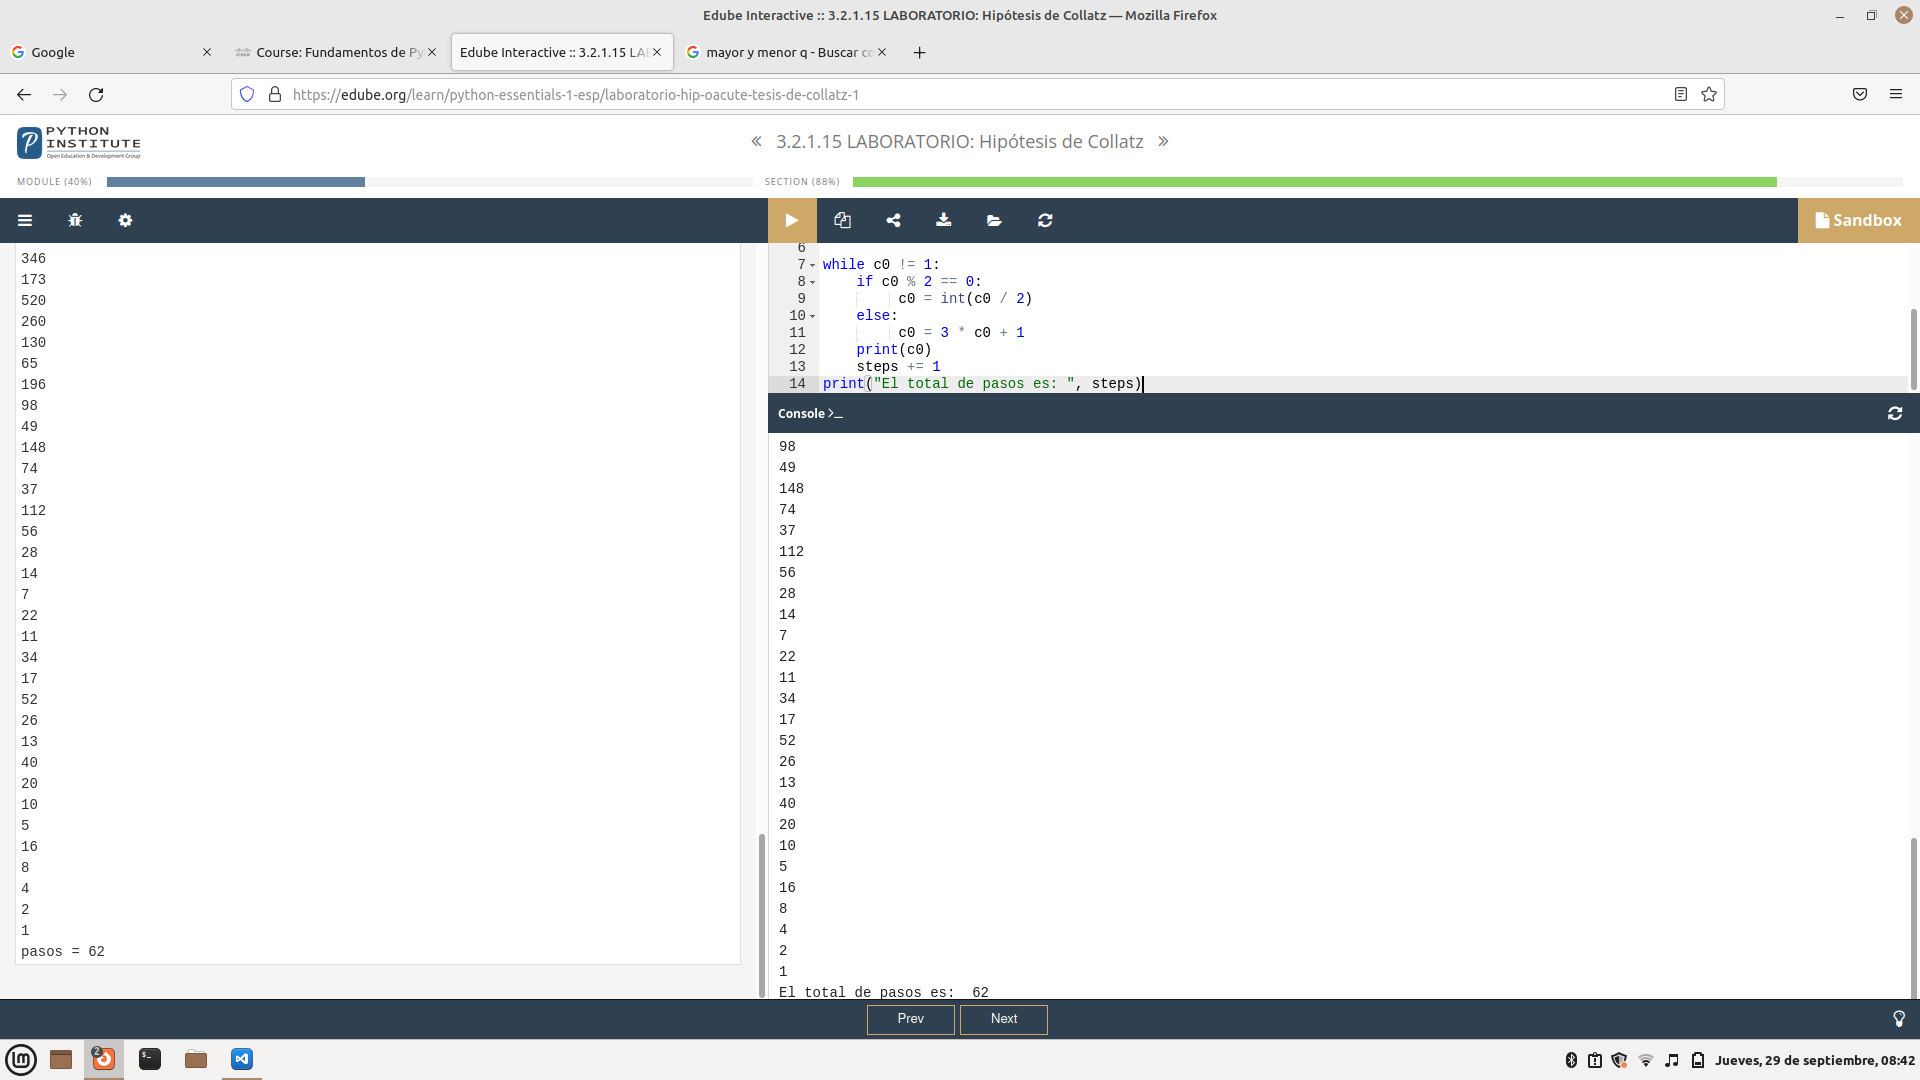 Edube Interactive :: 3.2.1.15 LABORATORIO: Hipótesis de Collatz — Mozilla Firefox
Google
Course: Fundamentos de Py
Edube Interactive :: 3.2.1.15 LAB
mayor y menor q - Buscar co
https://edube.org/learn/python-essentials-1-esp/laboratorio-hip-oacute-tesis-de-collatz-1
PYTHON
INSTITUTE
Open Education & Development Group
« 3.2.1.15 LABORATORIO: Hipótesis de Collatz »
MODULE (40%)
SECTION (88%)
Sandbox
346
173
520
260
130
65
196
98
49
148
74
37
112
56
28
14
7
22
11
34
17
52
26
13
40
20
10
5
16
8
4
2
1
pasos = 62
6
7 while c0 != 1:
8 if c0 % 2 == 0:
9 c0 = int(c0 / 2)
10 else:
11 c0 = 3 * c0 + 1
12 print(c0)
13 steps += 1
14 print("El total de pasos es: ", steps)
Console >_
98
49
148
74
37
112
56
28
14
7
22
11
34
17
52
26
13
40
20
10
5
16
8
4
2
1
El total de pasos es:  62
Prev
Next
2
Jueves, 29 de septiembre, 08:42